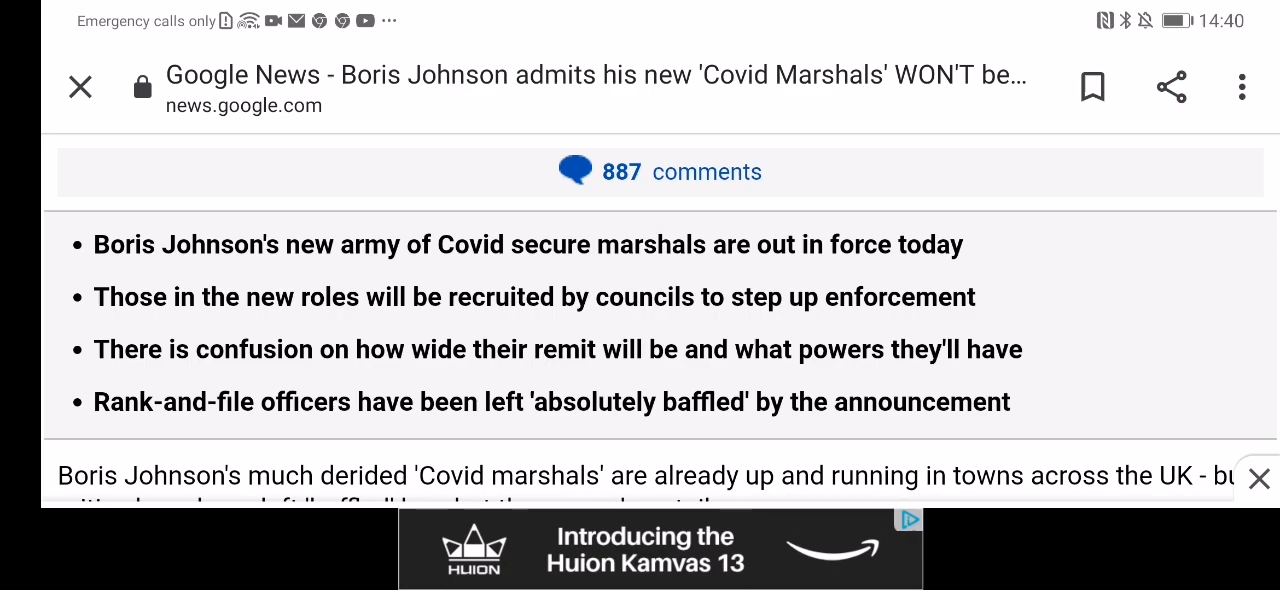 Emergency calls only 14:40
Google News - Boris Johnson admits his new 'Covid Marshals' WON'T be...
news.google.com
887 comments
• Boris Johnson's new army of Covid secure marshals are out in force today
• Those in the new roles will be recruited by councils to step up enforcement
• There is confusion on how wide their remit will be and what powers they'll have
• Rank-and-file officers have been left 'absolutely baffled' by the announcement
Boris Johnson's much derided 'Covid marshals' are already up and running in towns across the UK - bu
Introducing the
Huion Kamvas 13
HUION